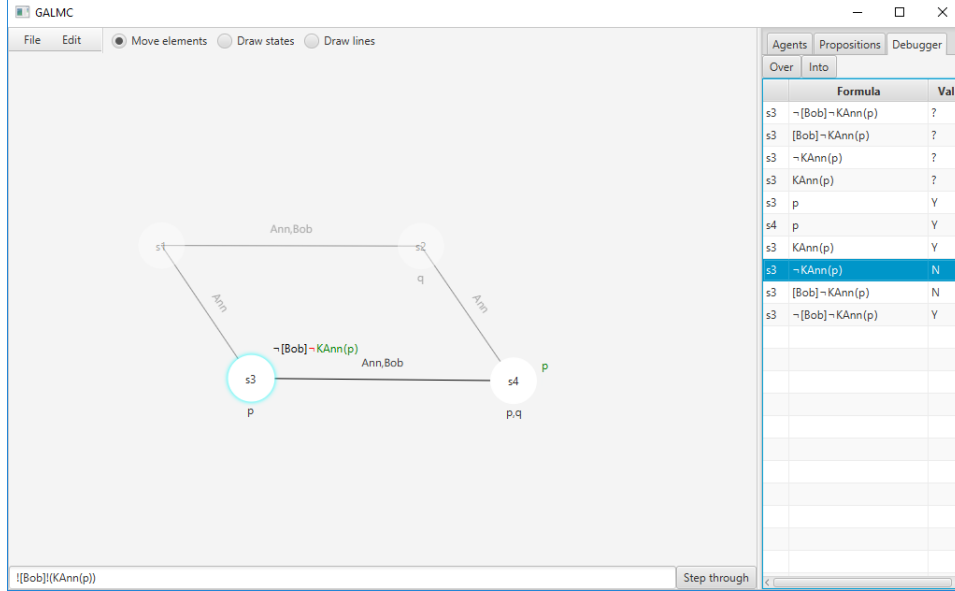 GALMC
File Edit Move elements Draw states Draw lines
Agents Propositions Debugger
Over Into
Formula Val
s3 ¬[Bob]¬KAnn(p) ?
s3 [Bob]¬KAnn(p) ?
s3 ¬KAnn(p) ?
s3 KAnn(p) ?
s3 p Y
s4 p Y
s3 KAnn(p) Y
s3 ¬KAnn(p) N
s3 [Bob]¬KAnn(p) N
s3 ¬[Bob]¬KAnn(p) Y
Ann,Bob
s1 s2
q
Ann Ann
¬[Bob]¬KAnn(p)
Ann,Bob
p
s3 s4
p p,q
![Bob]!(KAnn(p)) Step through